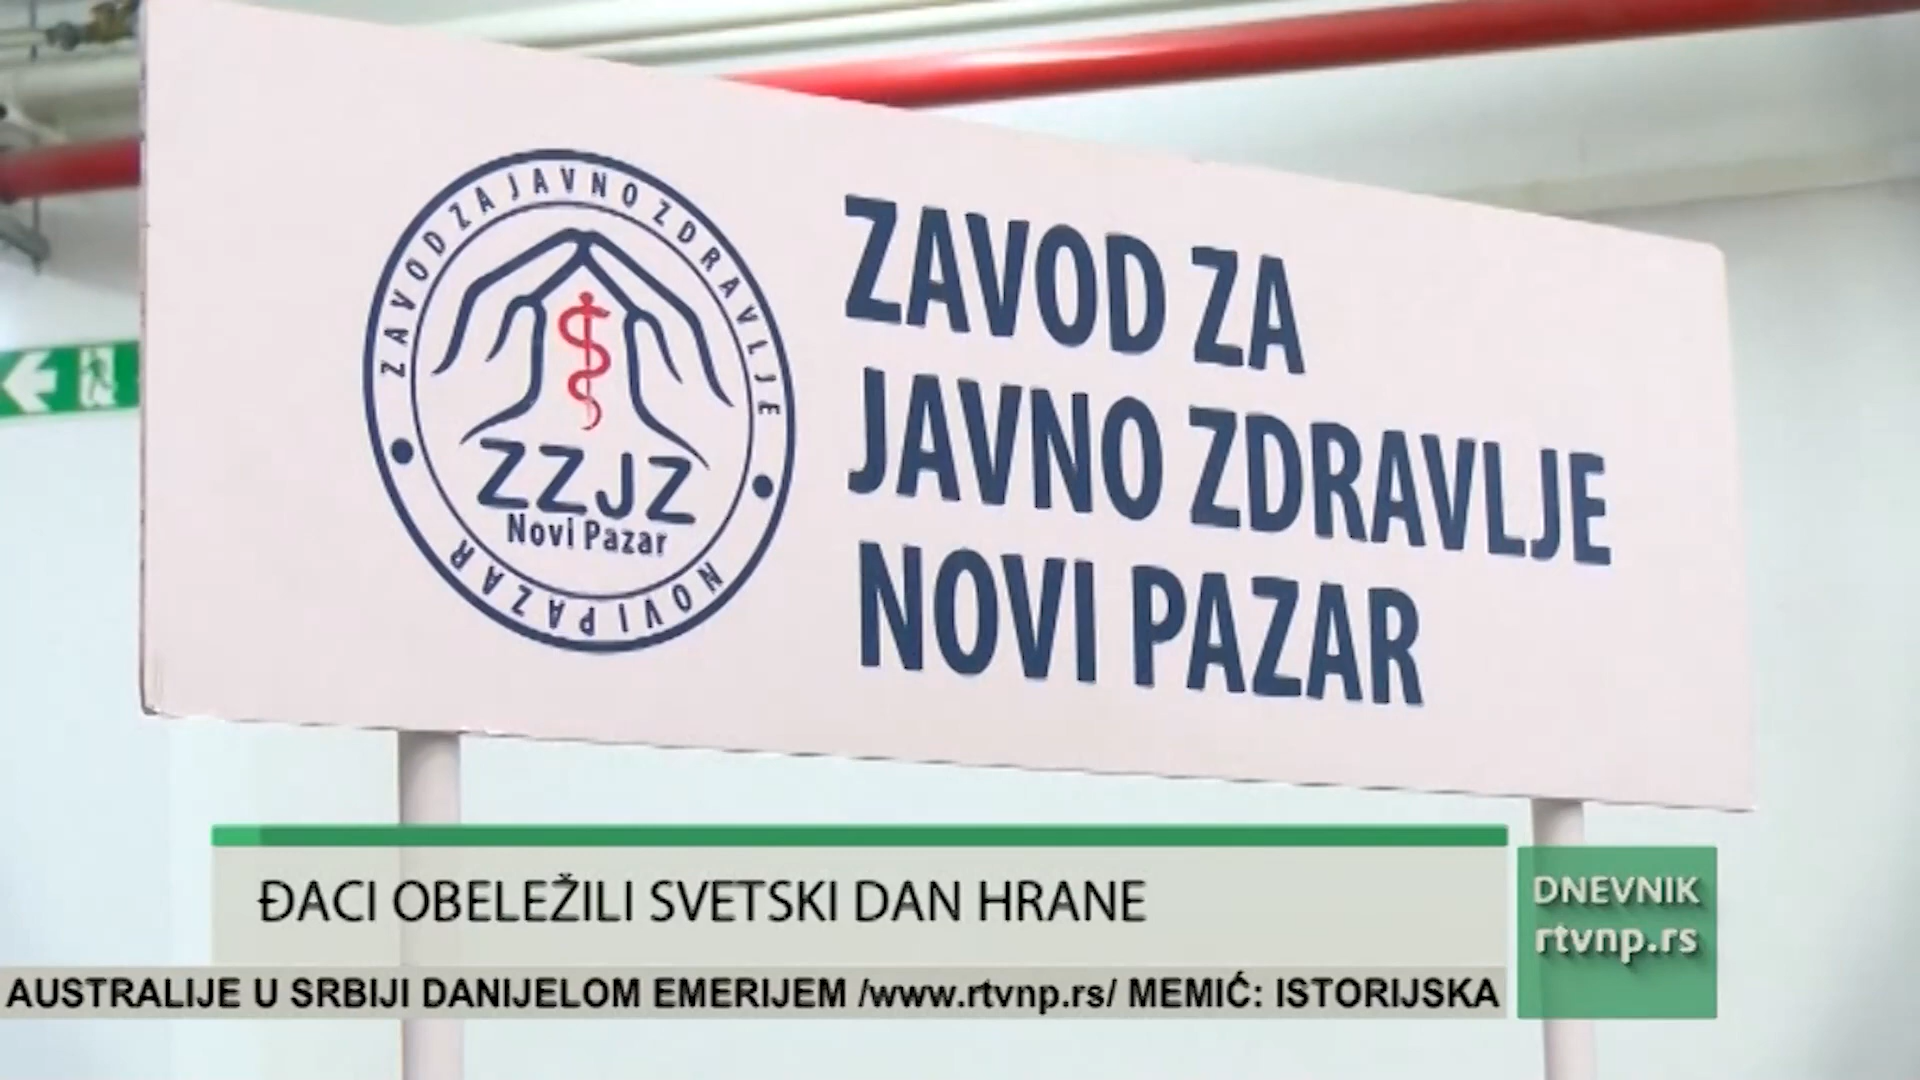 ZAVOD ZA JAVNO ZDRAVLJE
ZZJZ
Novi Pazar
NOVI PAZAR
ZAVOD ZA
JAVNO ZDRAVLJE
NOVI PAZAR
ĐACI OBELEŽILI SVETSKI DAN HRANE
DNEVNIK
rtvnp.rs
AUSTRALIJE U SRBIJI DANIJELOM EMERIJEM /www.rtvnp.rs/ MEMIĆ: ISTORIJSKA